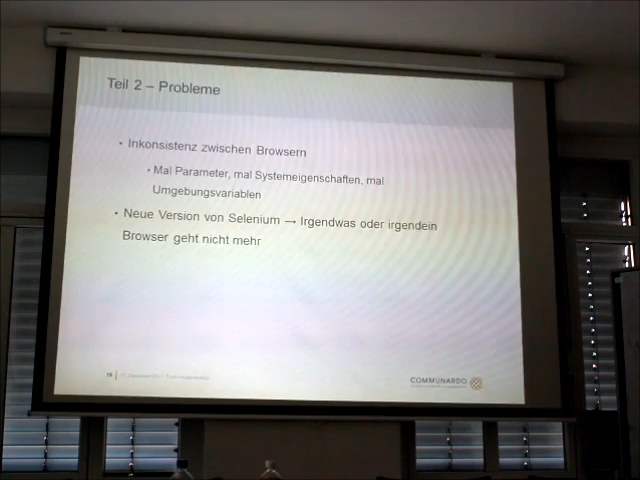 Teil 2 – Probleme
• Inkonsistenz zwischen Browsern
• Mal Parameter, mal Systemeigenschaften, mal
Umgebungsvariablen
• Neue Version von Selenium → Irgendwas oder irgendein
Browser geht nicht mehr
COMMUNARDO